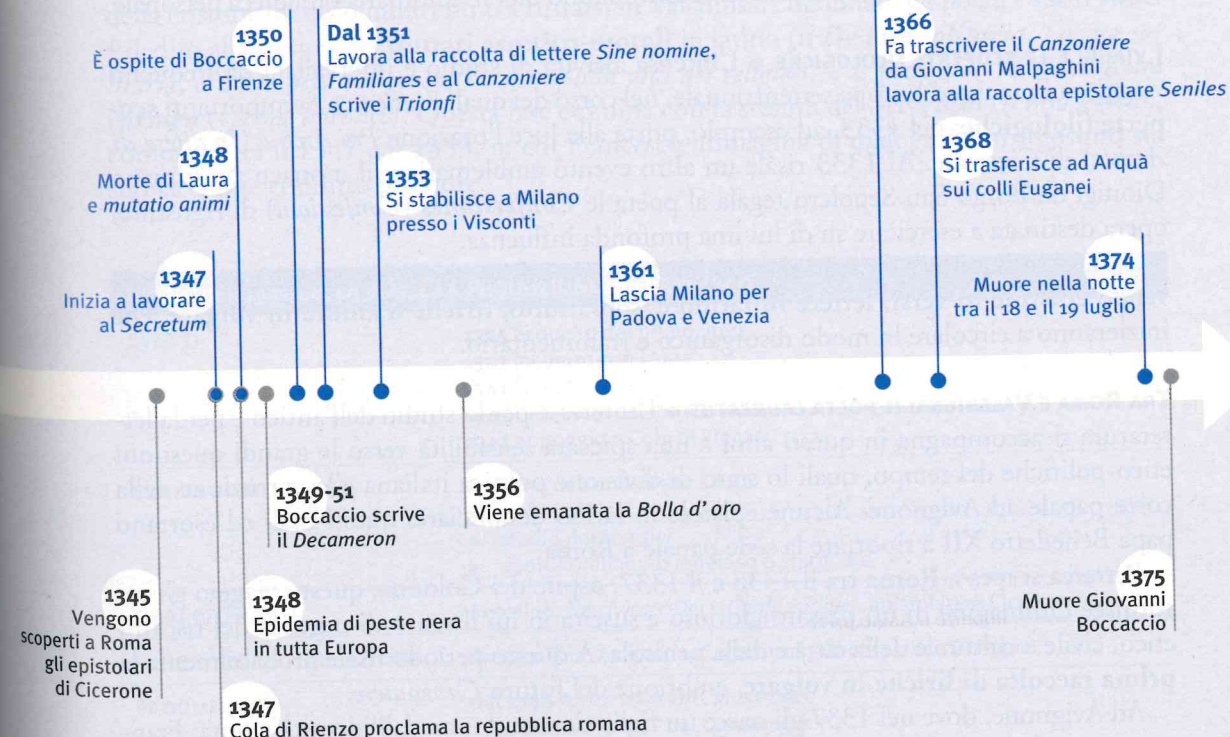 1350
È ospite di Boccaccio
a Firenze
Dal 1351
Lavora alla raccolta di lettere Sine nomine,
Familiares e al Canzoniere
scrive i Trionfi
1366
Fa trascrivere il Canzoniere
da Giovanni Malpaghini
lavora alla raccolta epistolare Seniles
1348
Morte di Laura
e mutatio animi
1353
Si stabilisce a Milano
presso i Visconti
1368
Si trasferisce ad Arquà
sui colli Euganei
1347
Inizia a lavorare
al Secretum
1361
Lascia Milano per
Padova e Venezia
1374
Muore nella notte
tra il 18 e il 19 luglio
1349-51
Boccaccio scrive
il Decameron
1356
Viene emanata la Bolla d'oro
1345
Vengono
scoperti a Roma
gli epistolari
di Cicerone
1348
Epidemia di peste nera
in tutta Europa
1375
Muore Giovanni
Boccaccio
1347
Cola di Rienzo proclama la repubblica romana